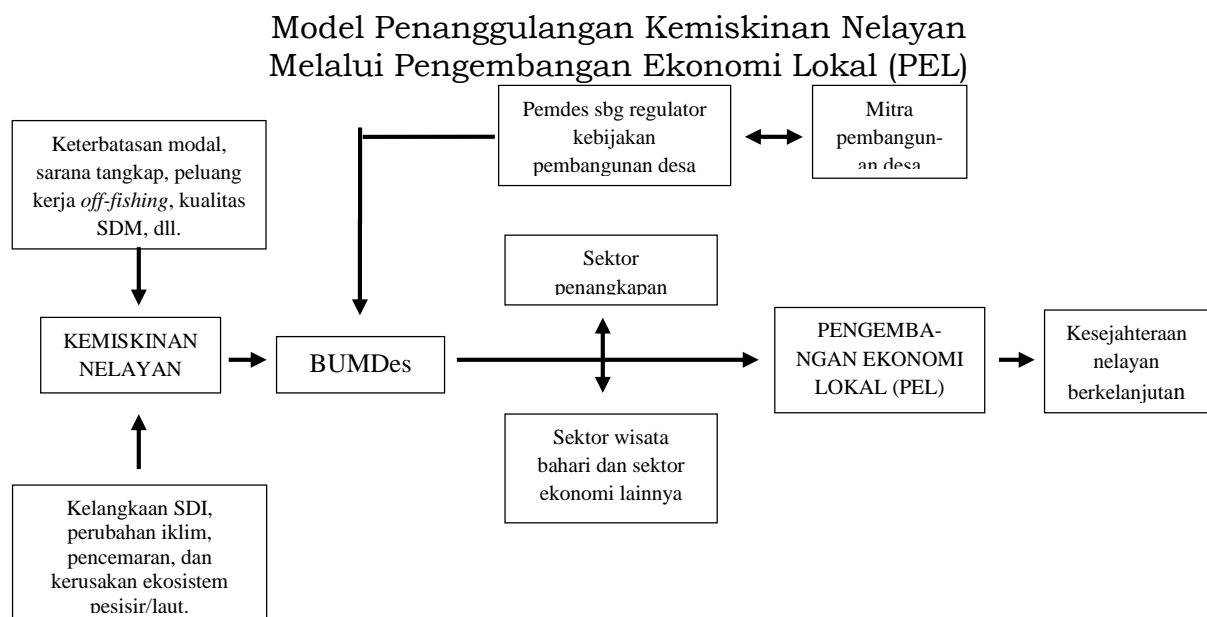 Model Penanggulangan Kemiskinan Nelayan
Melalui Pengembangan Ekonomi Lokal (PEL)
Pemdes sbg regulator
kebijakan
pembangunan desa
Mitra
pembangun-
an desa
Keterbatasan modal,
sarana tangkap, peluang
kerja off-fishing, kualitas
SDM, dll.
Sektor
penangkapan
KEMISKINAN
NELAYAN
BUMDes
PENGEMBA-
NGAN EKONOMI
LOKAL (PEL)
Kesejahteraan
nelayan
berkelanjutan
Sektor wisata
bahari dan sektor
ekonomi lainnya
Kelangkaan SDI,
perubahan iklim,
pencemaran, dan
kerusakan ekosistem
pesisir/laut.